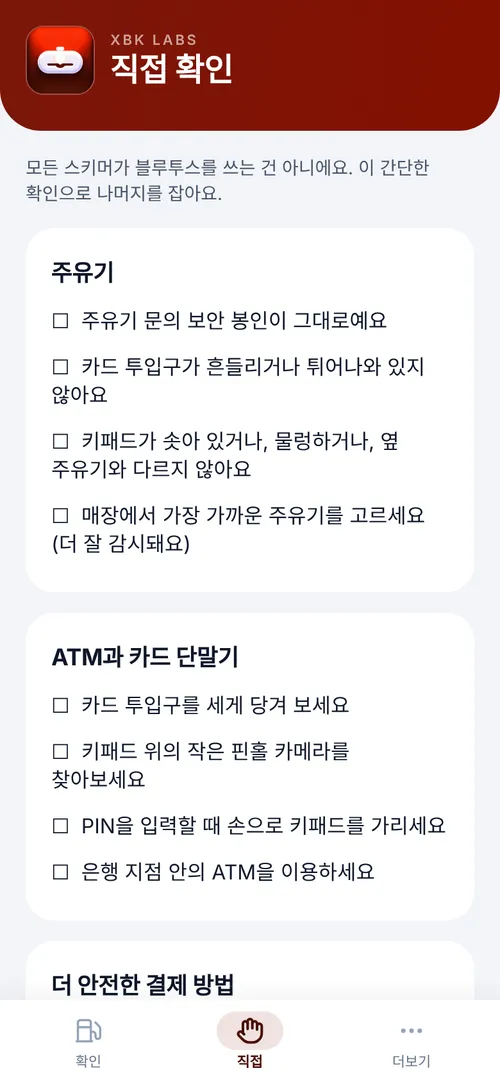 XBK LABS
직접 확인
모든 스키머가 블루투스를 쓰는 건 아니에요. 이 간단한
확인으로 나머지를 잡아요.
주유기
☐ 주유기 문의 보안 봉인이 그대로예요
☐ 카드 투입구가 흔들리거나 튀어나와 있지
않아요
☐ 키패드가 솟아 있거나, 물렁하거나, 옆
주유기와 다르지 않아요
☐ 매장에서 가장 가까운 주유기를 고르세요
(더 잘 감시돼요)
ATM과 카드 단말기
☐ 카드 투입구를 세게 당겨 보세요
☐ 키패드 위의 작은 핀홀 카메라를
찾아보세요
☐ PIN을 입력할 때 손으로 키패드를 가리세요
☐ 은행 지점 안의 ATM을 이용하세요
더 안전한 결제 방법
확인
직접
더보기